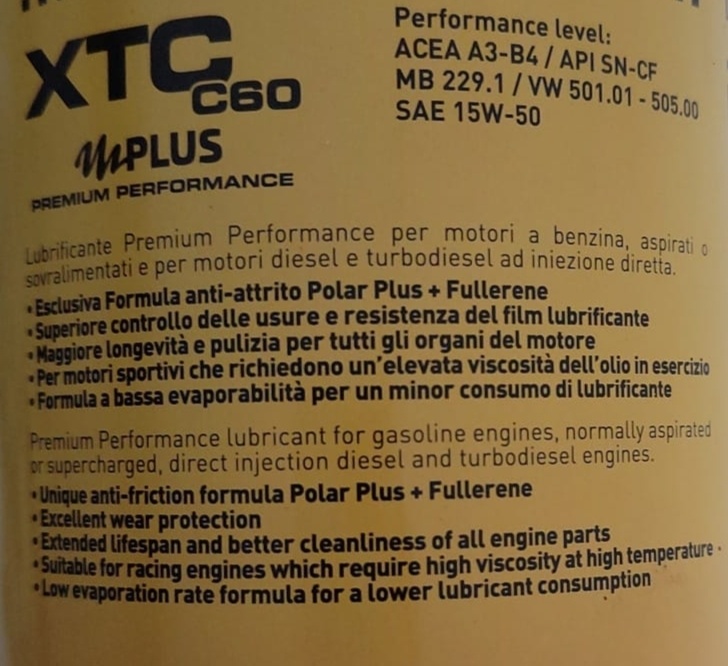 XTC
C60
PLUS
PREMIUM PERFORMANCE
Performance level:
ACEA A3-B4 / API SN-CF
MB 229.1 / VW 501.01 - 505.00
SAE 15W-50
Lubrificante Premium Performance per motori a benzina, aspirati o
sovralimentati e per motori diesel e turbodiesel ad iniezione diretta.
• Esclusiva Formula anti-attrito Polar Plus + Fullerene
• Superiore controllo delle usure e resistenza del film lubrificante
• Maggiore longevità e pulizia per tutti gli organi del motore
• Per motori sportivi che richiedono un'elevata viscosità dell'olio in esercizio
• Formula a bassa evaporabilità per un minor consumo di lubrificante
Premium Performance lubricant for gasoline engines, normally aspirated
or supercharged, direct injection diesel and turbodiesel engines.
• Unique anti-friction formula Polar Plus + Fullerene
• Excellent wear protection
• Extended lifespan and better cleanliness of all engine parts
• Suitable for racing engines which require high viscosity at high temperature •
• Low evaporation rate formula for a lower lubricant consumption